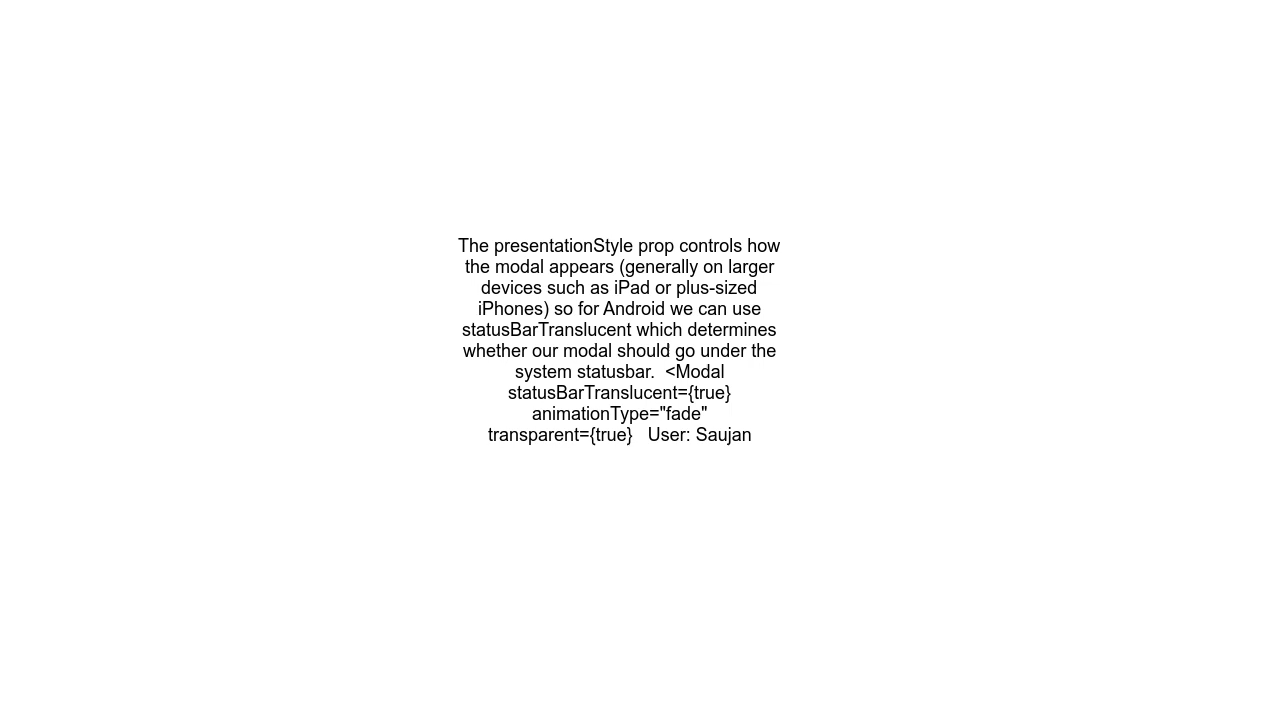 The presentationStyle prop controls how
the modal appears (generally on larger
devices such as iPad or plus-sized
iPhones) so for Android we can use
statusBarTranslucent which determines
whether our modal should go under the
system statusbar.  <Modal
statusBarTranslucent={true}
animationType="fade"
transparent={true}   User: Saujan